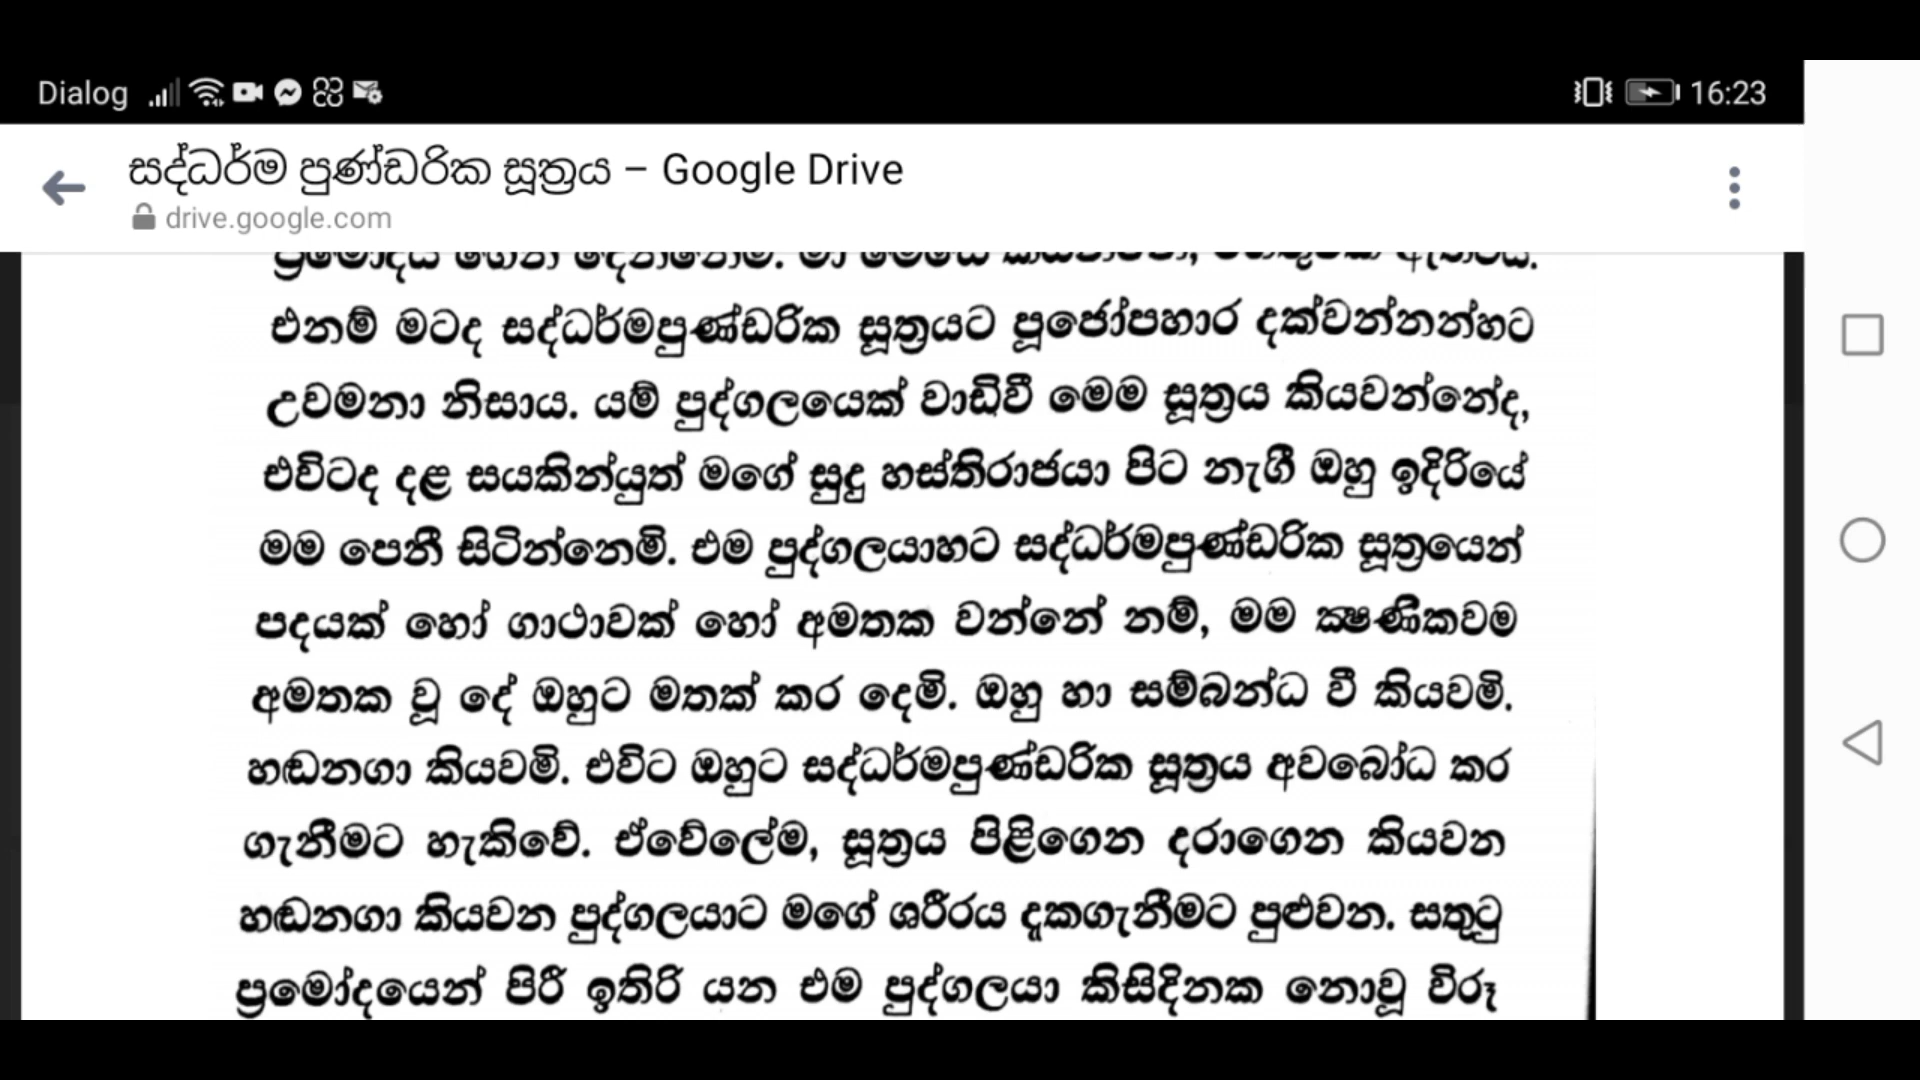 Dialog
16:23
සද්ධර්ම පුණ්ඩරික සූත්‍රය – Google Drive
drive.google.com
ප්‍රමෝදය ගෙන දෙන්නෙමි. මා මෙසේ
එනම් මටද සද්ධර්මපුණ්ඩරික සූත්‍රයට පූජෝපහාර දක්වන්නන්හට
උවමනා නිසාය. යම් පුද්ගලයෙක් වාඩිවී මෙම සූත්‍රය කියවන්නේද,
එවිටද දළ සයකින්යුත් මගේ සුදු හස්තිරාජයා පිට නැගී ඔහු ඉදිරියේ
මම පෙනී සිටින්නෙමි. එම පුද්ගලයාහට සද්ධර්මපුණ්ඩරික සූත්‍රයෙන්
පදයක් හෝ ගාථාවක් හෝ අමතක වන්නේ නම්, මම ක්‍ෂණිකවම
අමතක වූ දේ ඔහුට මතක් කර දෙමි. ඔහු හා සම්බන්ධ වී කියවමි.
හඬනගා කියවමි. එවිට ඔහුට සද්ධර්මපුණ්ඩරික සූත්‍රය අවබෝධ කර
ගැනීමට හැකිවේ. ඒවේලේම, සූත්‍රය පිළිගෙන දරාගෙන කියවන
හඬනගා කියවන පුද්ගලයාට මගේ ශරීරය දැකගැනීමට පුළුවන. සතුටු
ප්‍රමෝදයෙන් පිරී ඉතිරි යන එම පුද්ගලයා කිසිදිනක නොවූ විරූ